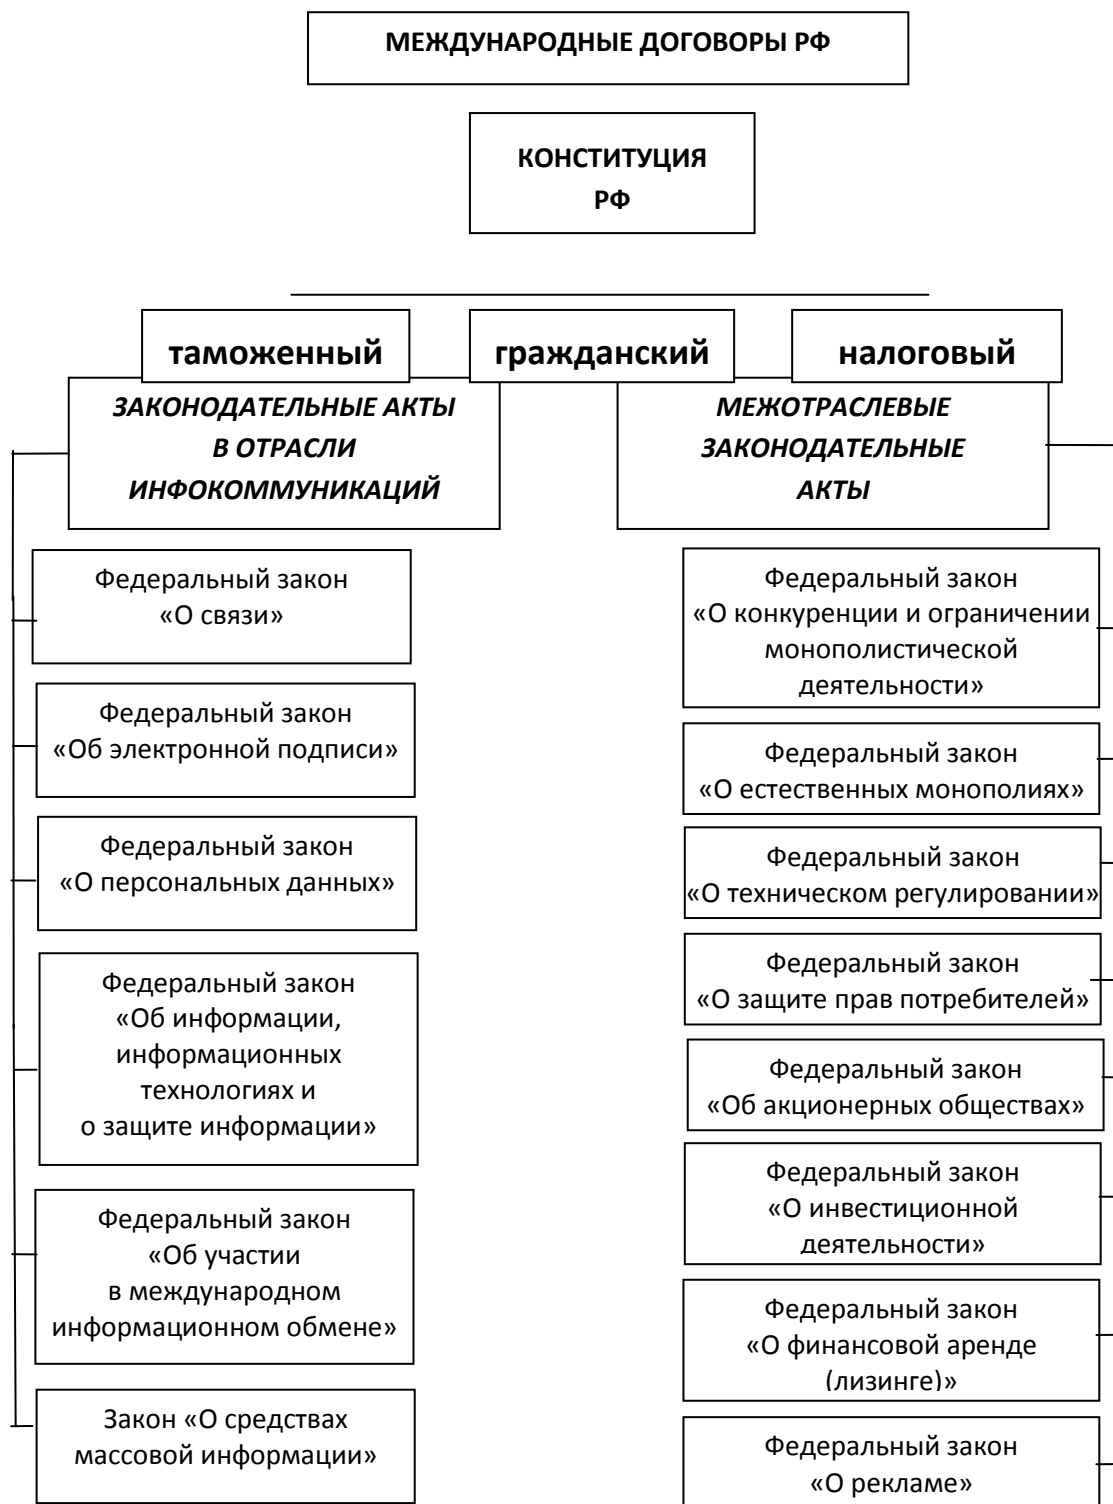 МЕЖДУНАРОДНЫЕ ДОГОВОРЫ РФ
КОНСТИТУЦИЯ
РФ
таможенный
гражданский
налоговый
ЗАКОНОДАТЕЛЬНЫЕ АКТЫ
В ОТРАСЛИ
ИНФОКОММУНИКАЦИЙ
Федеральный закон
«О связи»
Федеральный закон
«Об электронной подписи»
Федеральный закон
«О персональных данных»
Федеральный закон
«Об информации,
информационных
технологиях и
о защите информации»
Федеральный закон
«Об участии
в международном
информационном обмене»
Закон «О средствах
массовой информации»
МЕЖОТРАСЛЕВЫЕ
ЗАКОНОДАТЕЛЬНЫЕ
АКТЫ
Федеральный закон
«О конкуренции и ограничении
монополистической
деятельности»
Федеральный закон
«О естественных монополиях»
Федеральный закон
«О техническом регулировании»
Федеральный закон
«О защите прав потребителей»
Федеральный закон
«Об акционерных обществах»
Федеральный закон
«О инвестиционной
деятельности»
Федеральный закон
«О финансовой аренде
(лизинге)»
Федеральный закон
«О рекламе»